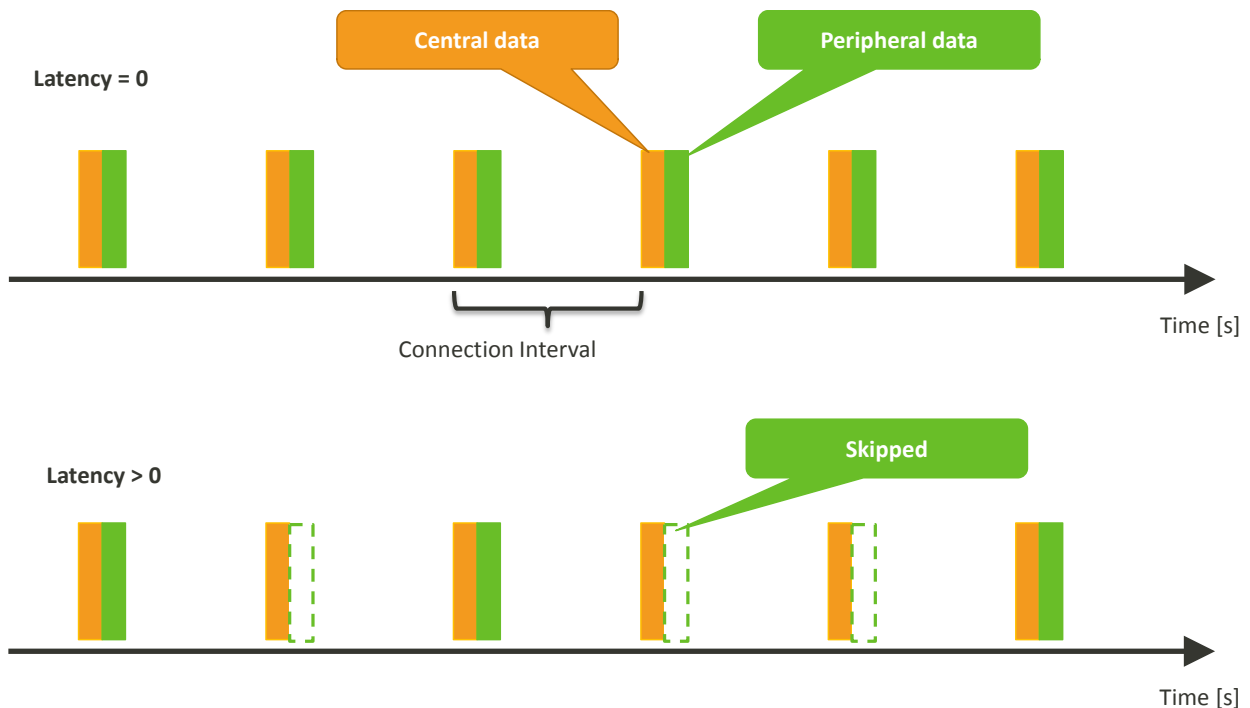 Central data
Peripheral data
Latency = 0
Time [s]
Connection Interval
Skipped
Latency > 0
Time [s]